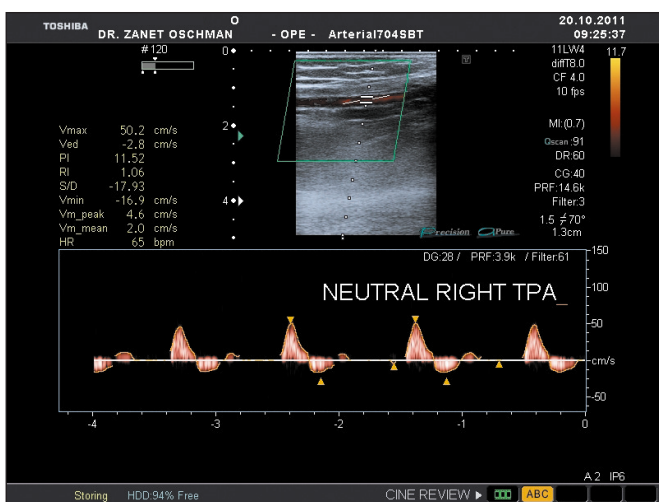 TOSHIBA
DR. ZANET OSCHMAN - OPE - Arterial704SBT
20.10.2011
09:25:37
#120
0
2
4
11LW4
diffT8.0
CF 4.0
10 fps
11.7
MI:(0.7)
Qscan :91
DR:60
CG:40
PRF:14.6k
Filter:3
1.5 ≠70°
1.3cm
Vmax 50.2 cm/s
Ved -2.8 cm/s
PI 11.52
RI 1.06
S/D -17.93
Vmin -16.9 cm/s
Vm_peak 4.6 cm/s
Vm_mean 2.0 cm/s
HR 65 bpm
Precision APure
DG:28 / PRF:3.9k / Filter:61
NEUTRAL RIGHT TPA_
150
100
50
cm/s
-50
-4 -3 -2 -1 0
A 2 IP6
Storing HDD:94% Free
CINE REVIEW ABC